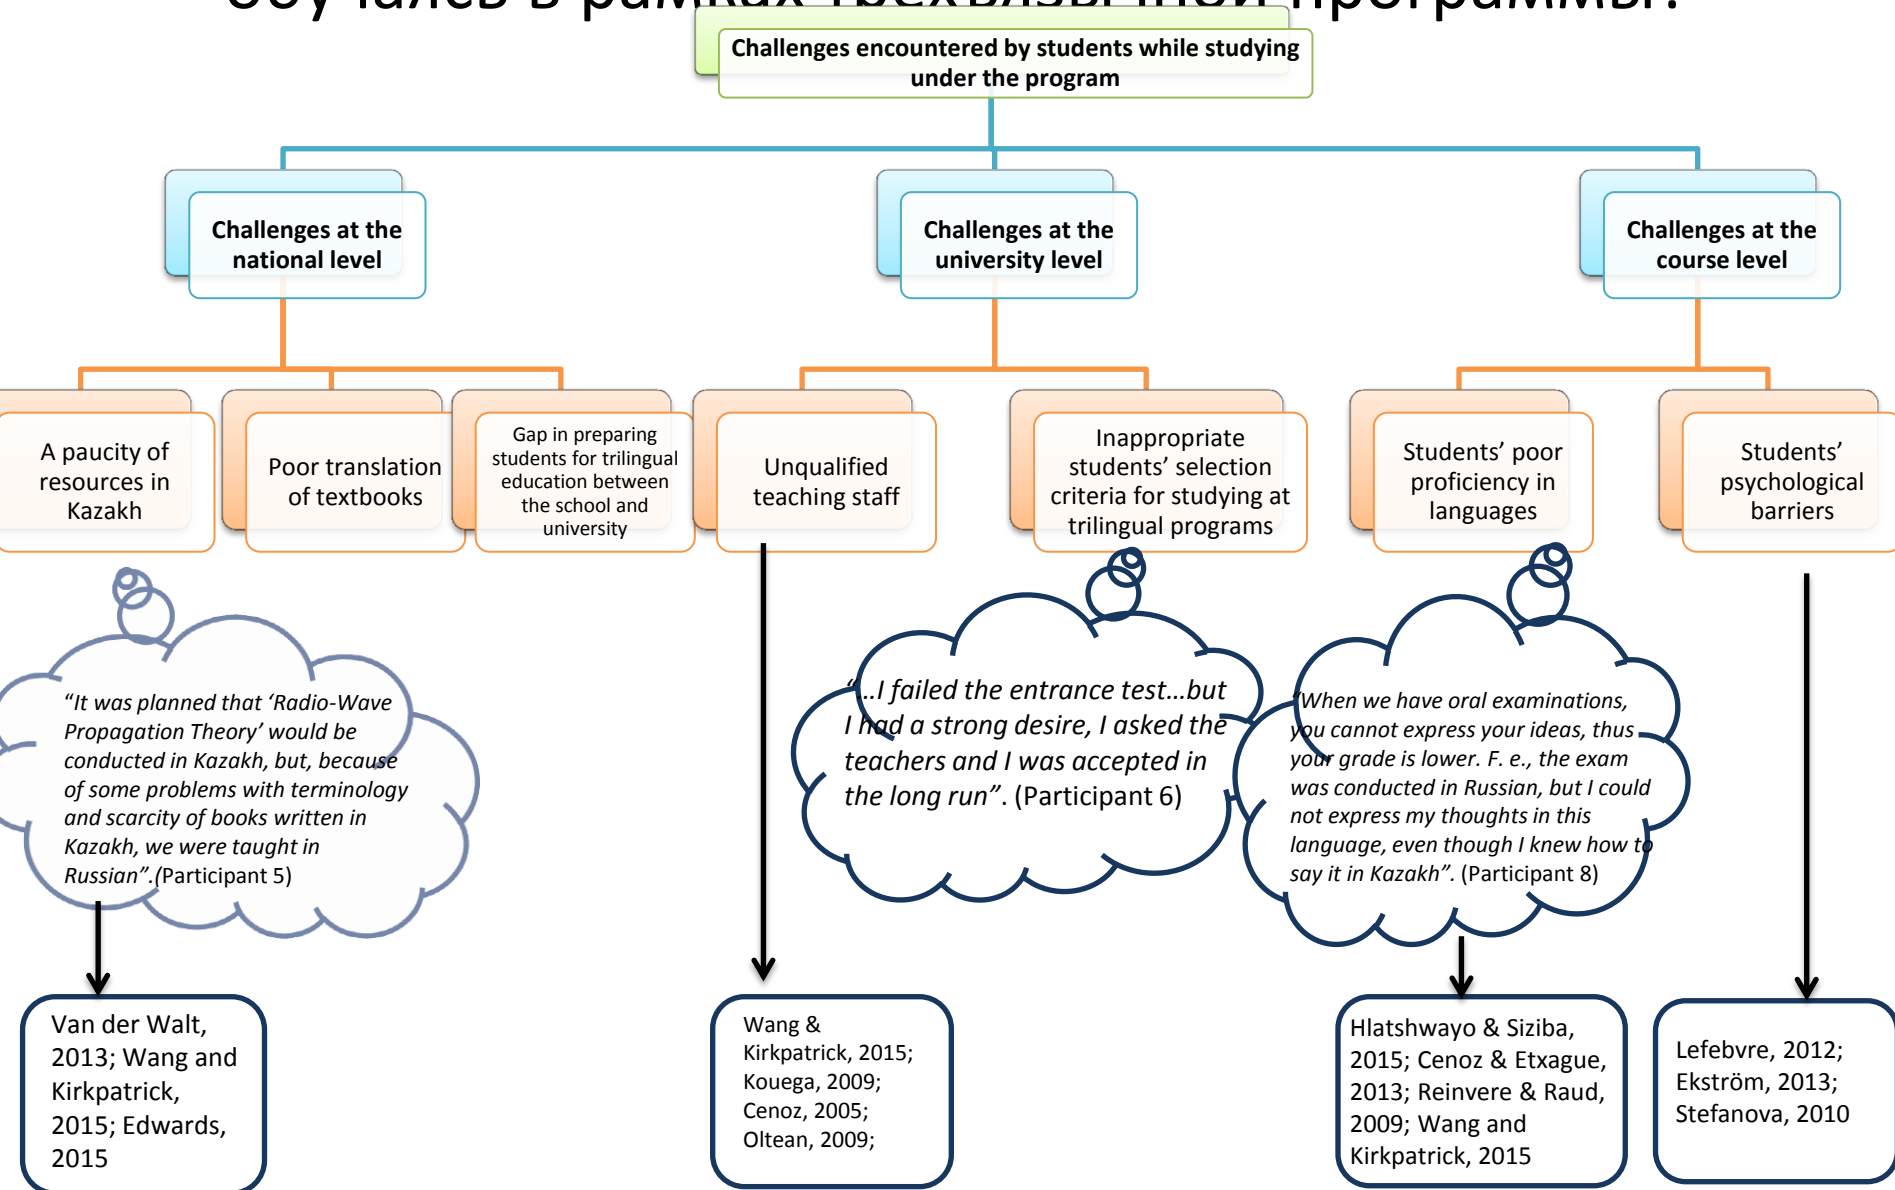 обучаясь в рамках трехъязычной программы?
Challenges encountered by students while studying
under the program
Challenges at the
national level
Challenges at the
university level
Challenges at the
course level
A paucity of
resources in
Kazakh
Poor translation
of textbooks
Gap in preparing
students for trilingual
education between
the school and
university
Unqualified
teaching staff
Inappropriate
students’ selection
criteria for studying at
trilingual programs
Students’ poor
proficiency in
languages
Students’
psychological
barriers
“It was planned that ‘Radio-Wave
Propagation Theory’ would be
conducted in Kazakh, but, because
of some problems with terminology
and scarcity of books written in
Kazakh, we were taught in
Russian”.(Participant 5)
“…I failed the entrance test…but
I had a strong desire, I asked the
teachers and I was accepted in
the long run”. (Participant 6)
“When we have oral examinations,
you cannot express your ideas, thus
your grade is lower. F. e., the exam
was conducted in Russian, but I could
not express my thoughts in this
language, even though I knew how to
say it in Kazakh”. (Participant 8)
Van der Walt,
2013; Wang and
Kirkpatrick,
2015; Edwards,
2015
Wang &
Kirkpatrick, 2015;
Kouega, 2009;
Cenoz, 2005;
Oltean, 2009;
Hlatshwayo & Siziba,
2015; Cenoz & Etxague,
2013; Reinvere & Raud,
2009; Wang and
Kirkpatrick, 2015
Lefebvre, 2012;
Ekström, 2013;
Stefanova, 2010